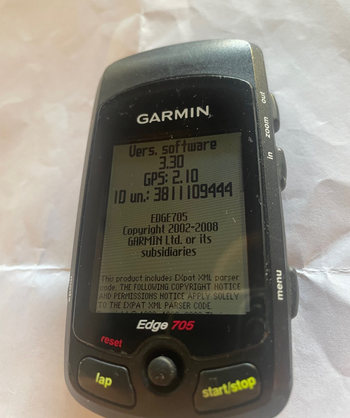 GARMIN
out
zoom
in
Vers. software
3.30
GPS: 2.10
ID un.: 3811109444
EDGE705
Copyright 2002-2008
GARMIN Ltd. or its
subsidiaries
This product includes EXpat XML parser
code. THE FOLLOWING COPYRIGHT NOTICE
AND PERMISSIONS NOTICE APPLY SOLELY
TO THE EXPAT XML PARSER CODE.
menu
Edge 705
reset
lap
start/stop